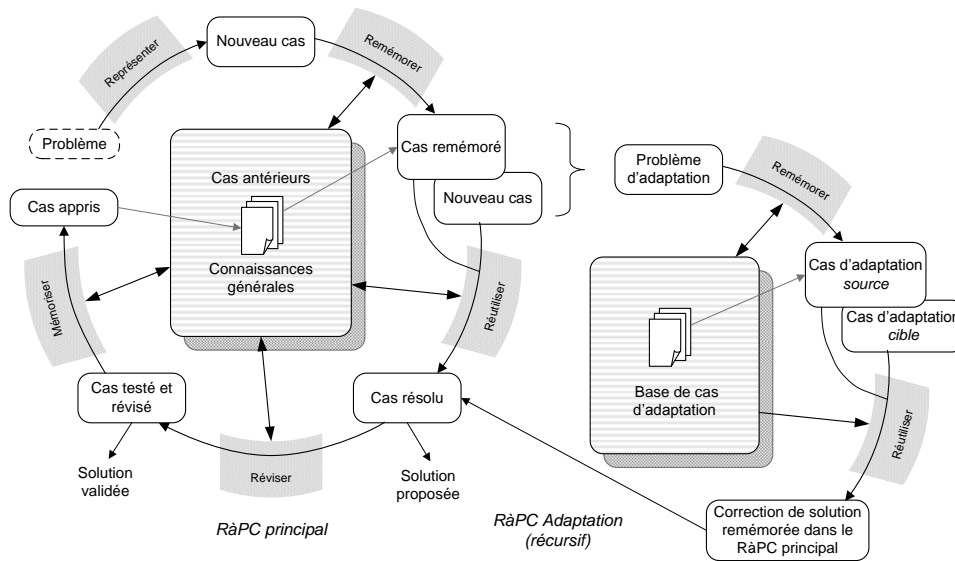 Nouveau cas
Représenter
Remémorer
Problème
Cas remémoré
Nouveau cas
Cas antérieurs
Connaissances
générales
Cas appris
Mémoriser
Réutiliser
Cas testé et
révisé
Cas résolu
Réviser
Solution
validée
Solution
proposée
RàPC principal
Problème
d'adaptation
Remémorer
Cas d'adaptation
source
Cas d'adaptation
cible
Base de cas
d'adaptation
Réutiliser
Correction de solution
remémorée dans le
RàPC principal
RàPC Adaptation
(récursif)